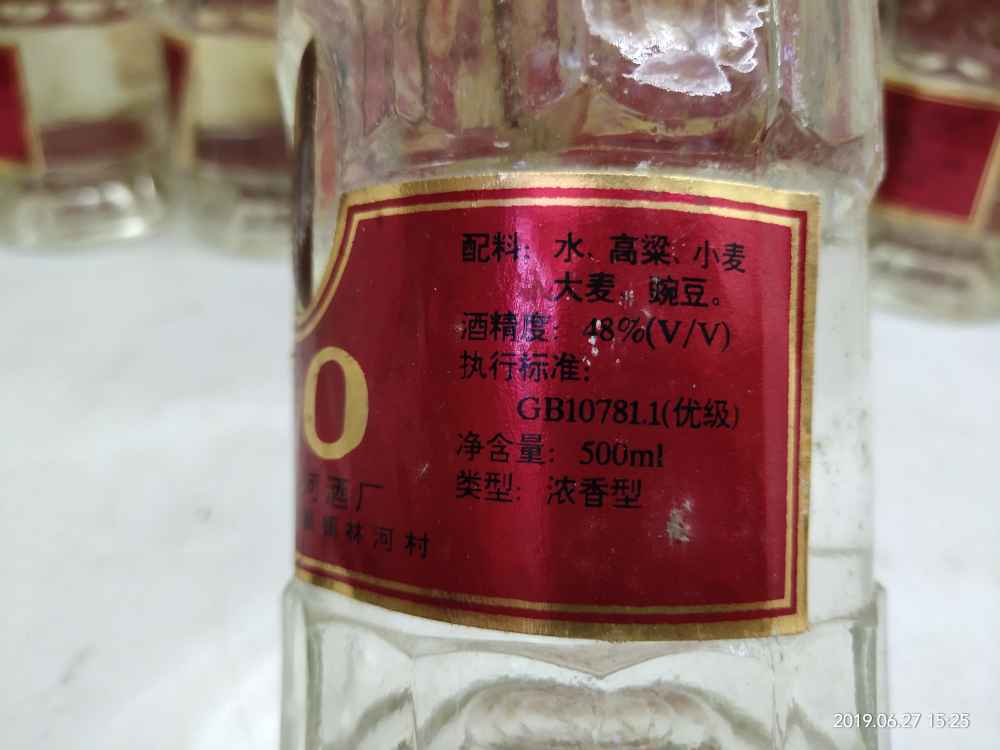 配料：水、高粱、小麦
大麦、豌豆。
酒精度：48%(V/V)
执行标准：
GB10781.1(优级)
净含量：500ml
类型：浓香型
O
河酒厂
镇林河村
2019.06.27 15:25